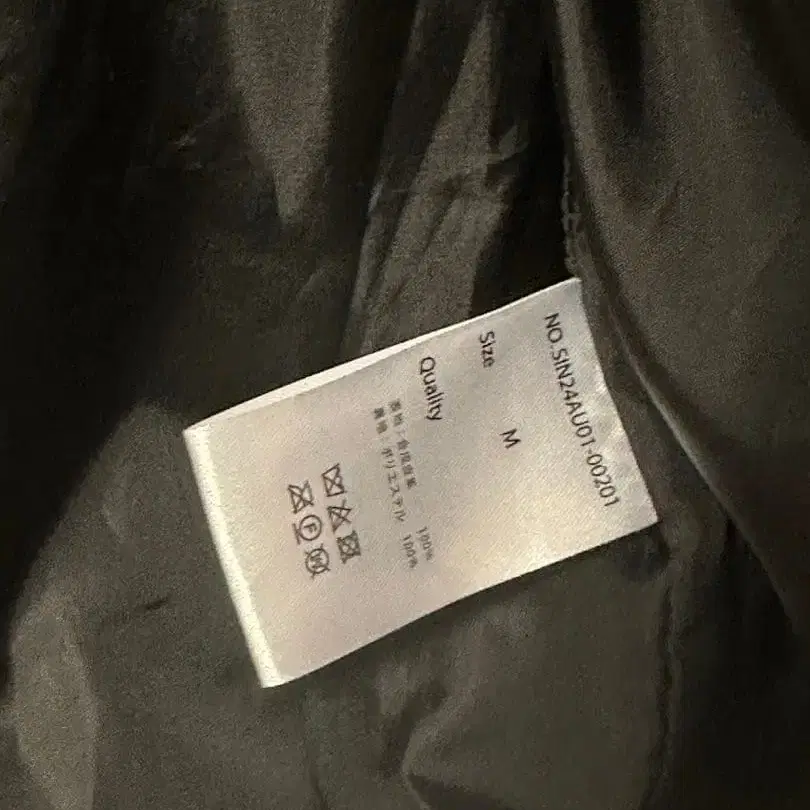 NO.SIN24AU01-00201
Size M
Quality
表地：合成皮革 100%
裏地：ポリエステル 100%
F
W